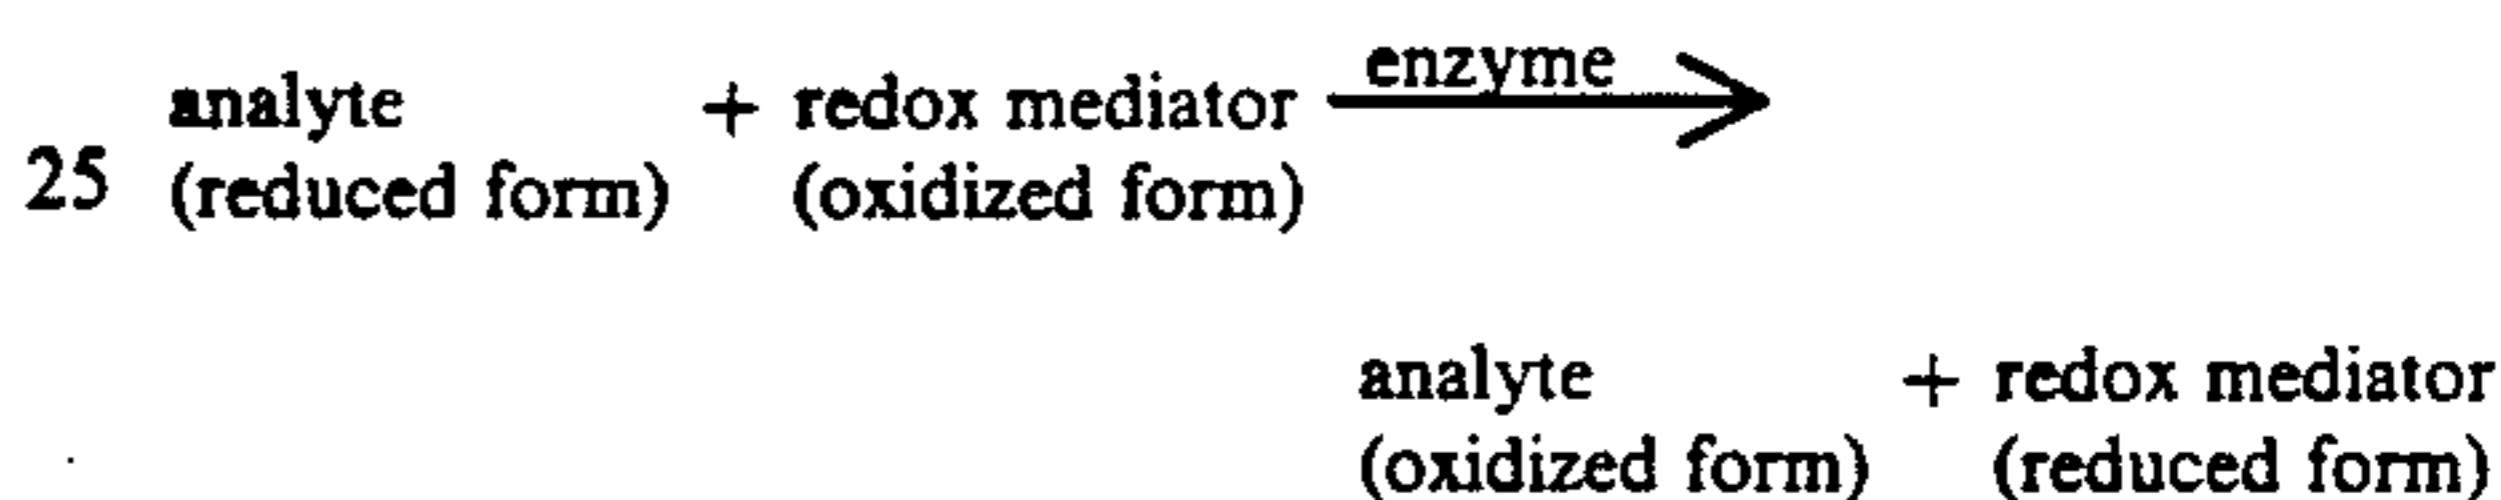 enzyme
analyte + redox mediator
25 (reduced form) (oxidized form)
analyte + redox mediator
(oxidized form) (reduced form)